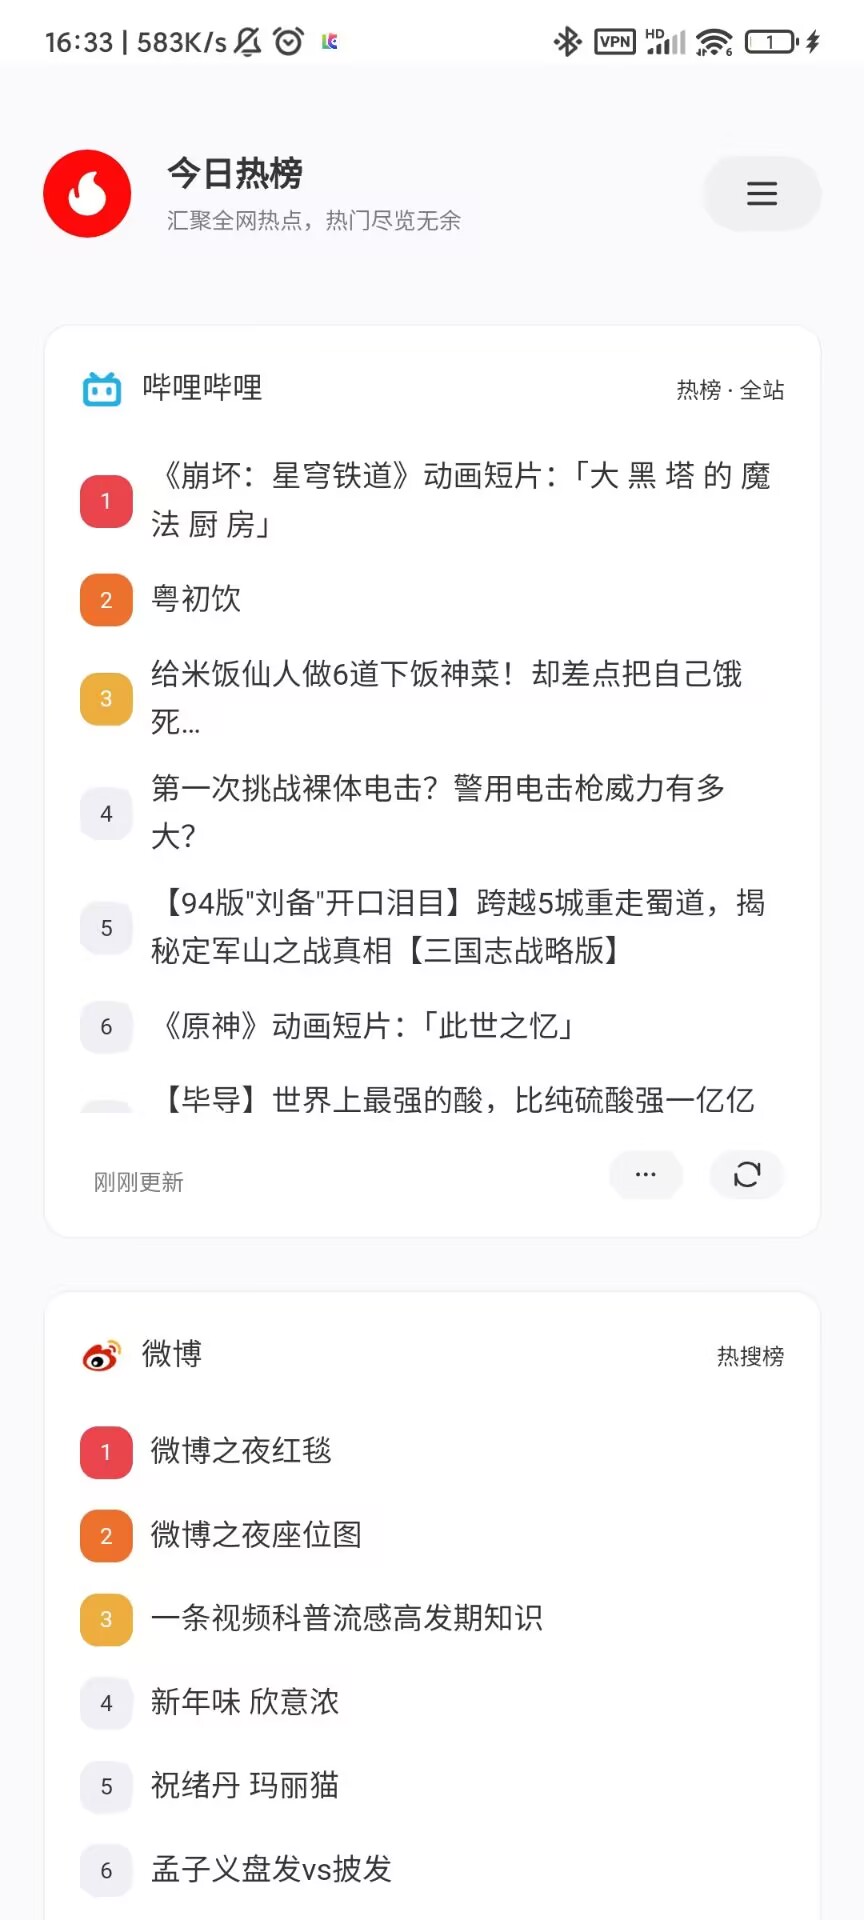 16:33 | 583K/s
VPN HD 6 1
今日热榜
汇聚全网热点，热门尽览无余
哔哩哔哩
热榜 · 全站
1 《崩坏：星穹铁道》动画短片：「大 黑 塔 的 魔
法 厨 房」
2 粤初饮
3 给米饭仙人做6道下饭神菜！却差点把自己饿
死...
4 第一次挑战裸体电击？警用电击枪威力有多
大？
5 【94版"刘备"开口泪目】跨越5城重走蜀道，揭
秘定军山之战真相【三国志战略版】
6 《原神》动画短片：「此世之忆」
【毕导】世界上最强的酸，比纯硫酸强一亿亿
刚刚更新
微博
热搜榜
1 微博之夜红毯
2 微博之夜座位图
3 一条视频科普流感高发期知识
4 新年味 欣意浓
5 祝绪丹 玛丽猫
6 孟子义盘发vs披发